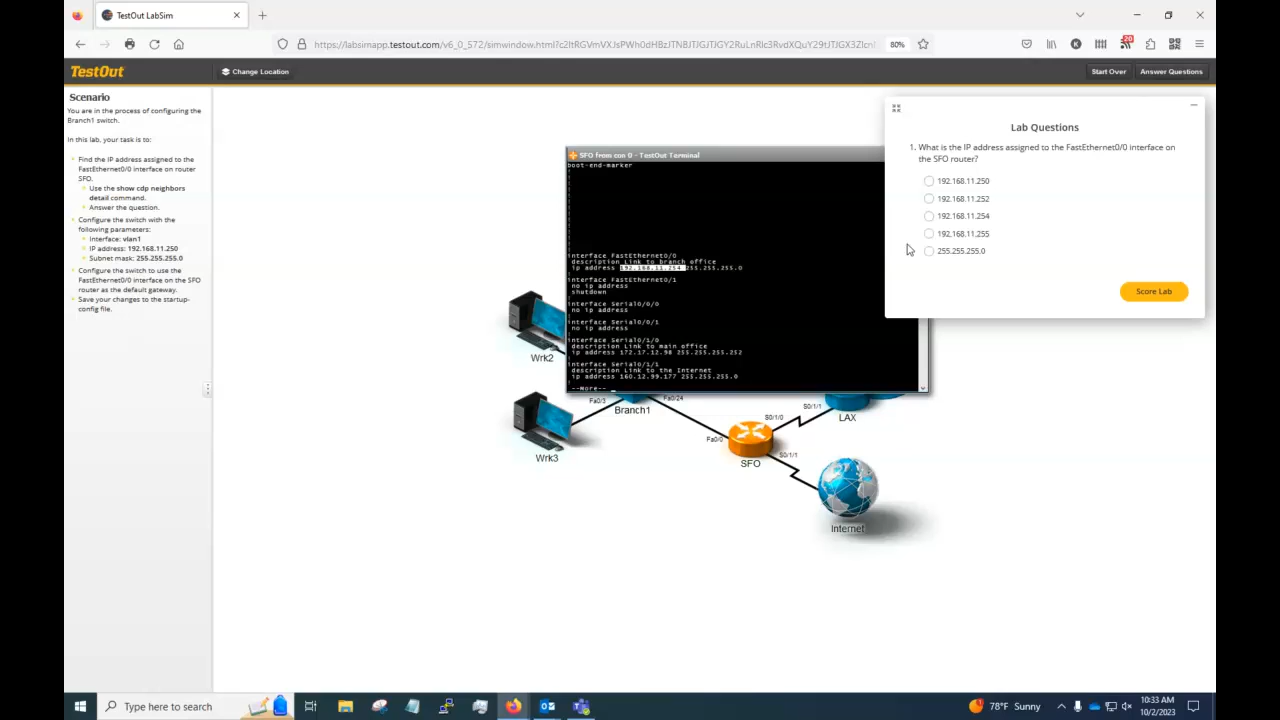 TestOut LabSim
80%
20
TestOut
Change Location
Start Over
Answer Questions
Scenario
You are in the process of configuring the
Branch1 switch.
In this lab, your task is to:
Find the IP address assigned to the
FastEthernet0/0 interface on router
SFO.
Use the show cdp neighbors
detail command.
Answer the question.
Configure the switch with the
following parameters:
Interface: vlan1
IP address: 192.168.11.250
Subnet mask: 255.255.255.0
Configure the switch to use the
FastEthernet0/0 interface on the SFO
router as the default gateway.
Save your changes to the startup-
config file.
SFO from con 0 - TestOut Terminal
boot-end-marker
!
!
!
!
!
!
!
!
!
!
!
!
!
!
interface FastEthernet0/0
description Link to branch office
ip address 192.168.11.254 255.255.255.0
!
interface FastEthernet0/1
no ip address
shutdown
!
interface Serial0/0/0
no ip address
!
interface Serial0/0/1
no ip address
!
interface Serial0/1/0
description Link to main office
ip address 172.17.12.98 255.255.255.252
!
interface Serial0/1/1
description Link to the Internet
ip address 160.12.99.177 255.255.255.0
!
--More--
Lab Questions
1. What is the IP address assigned to the FastEthernet0/0 interface on
the SFO router?
192.168.11.250
192.168.11.252
192.168.11.254
192.168.11.255
255.255.255.0
Score Lab
Wrk2
Wrk3
Fa0/3
Branch1
Fa0/24
Fa0/0
SFO
S0/1/0
S0/1/1
S0/1/1
LAX
Internet
Type here to search
78°F Sunny
10:33 AM
10/2/2023